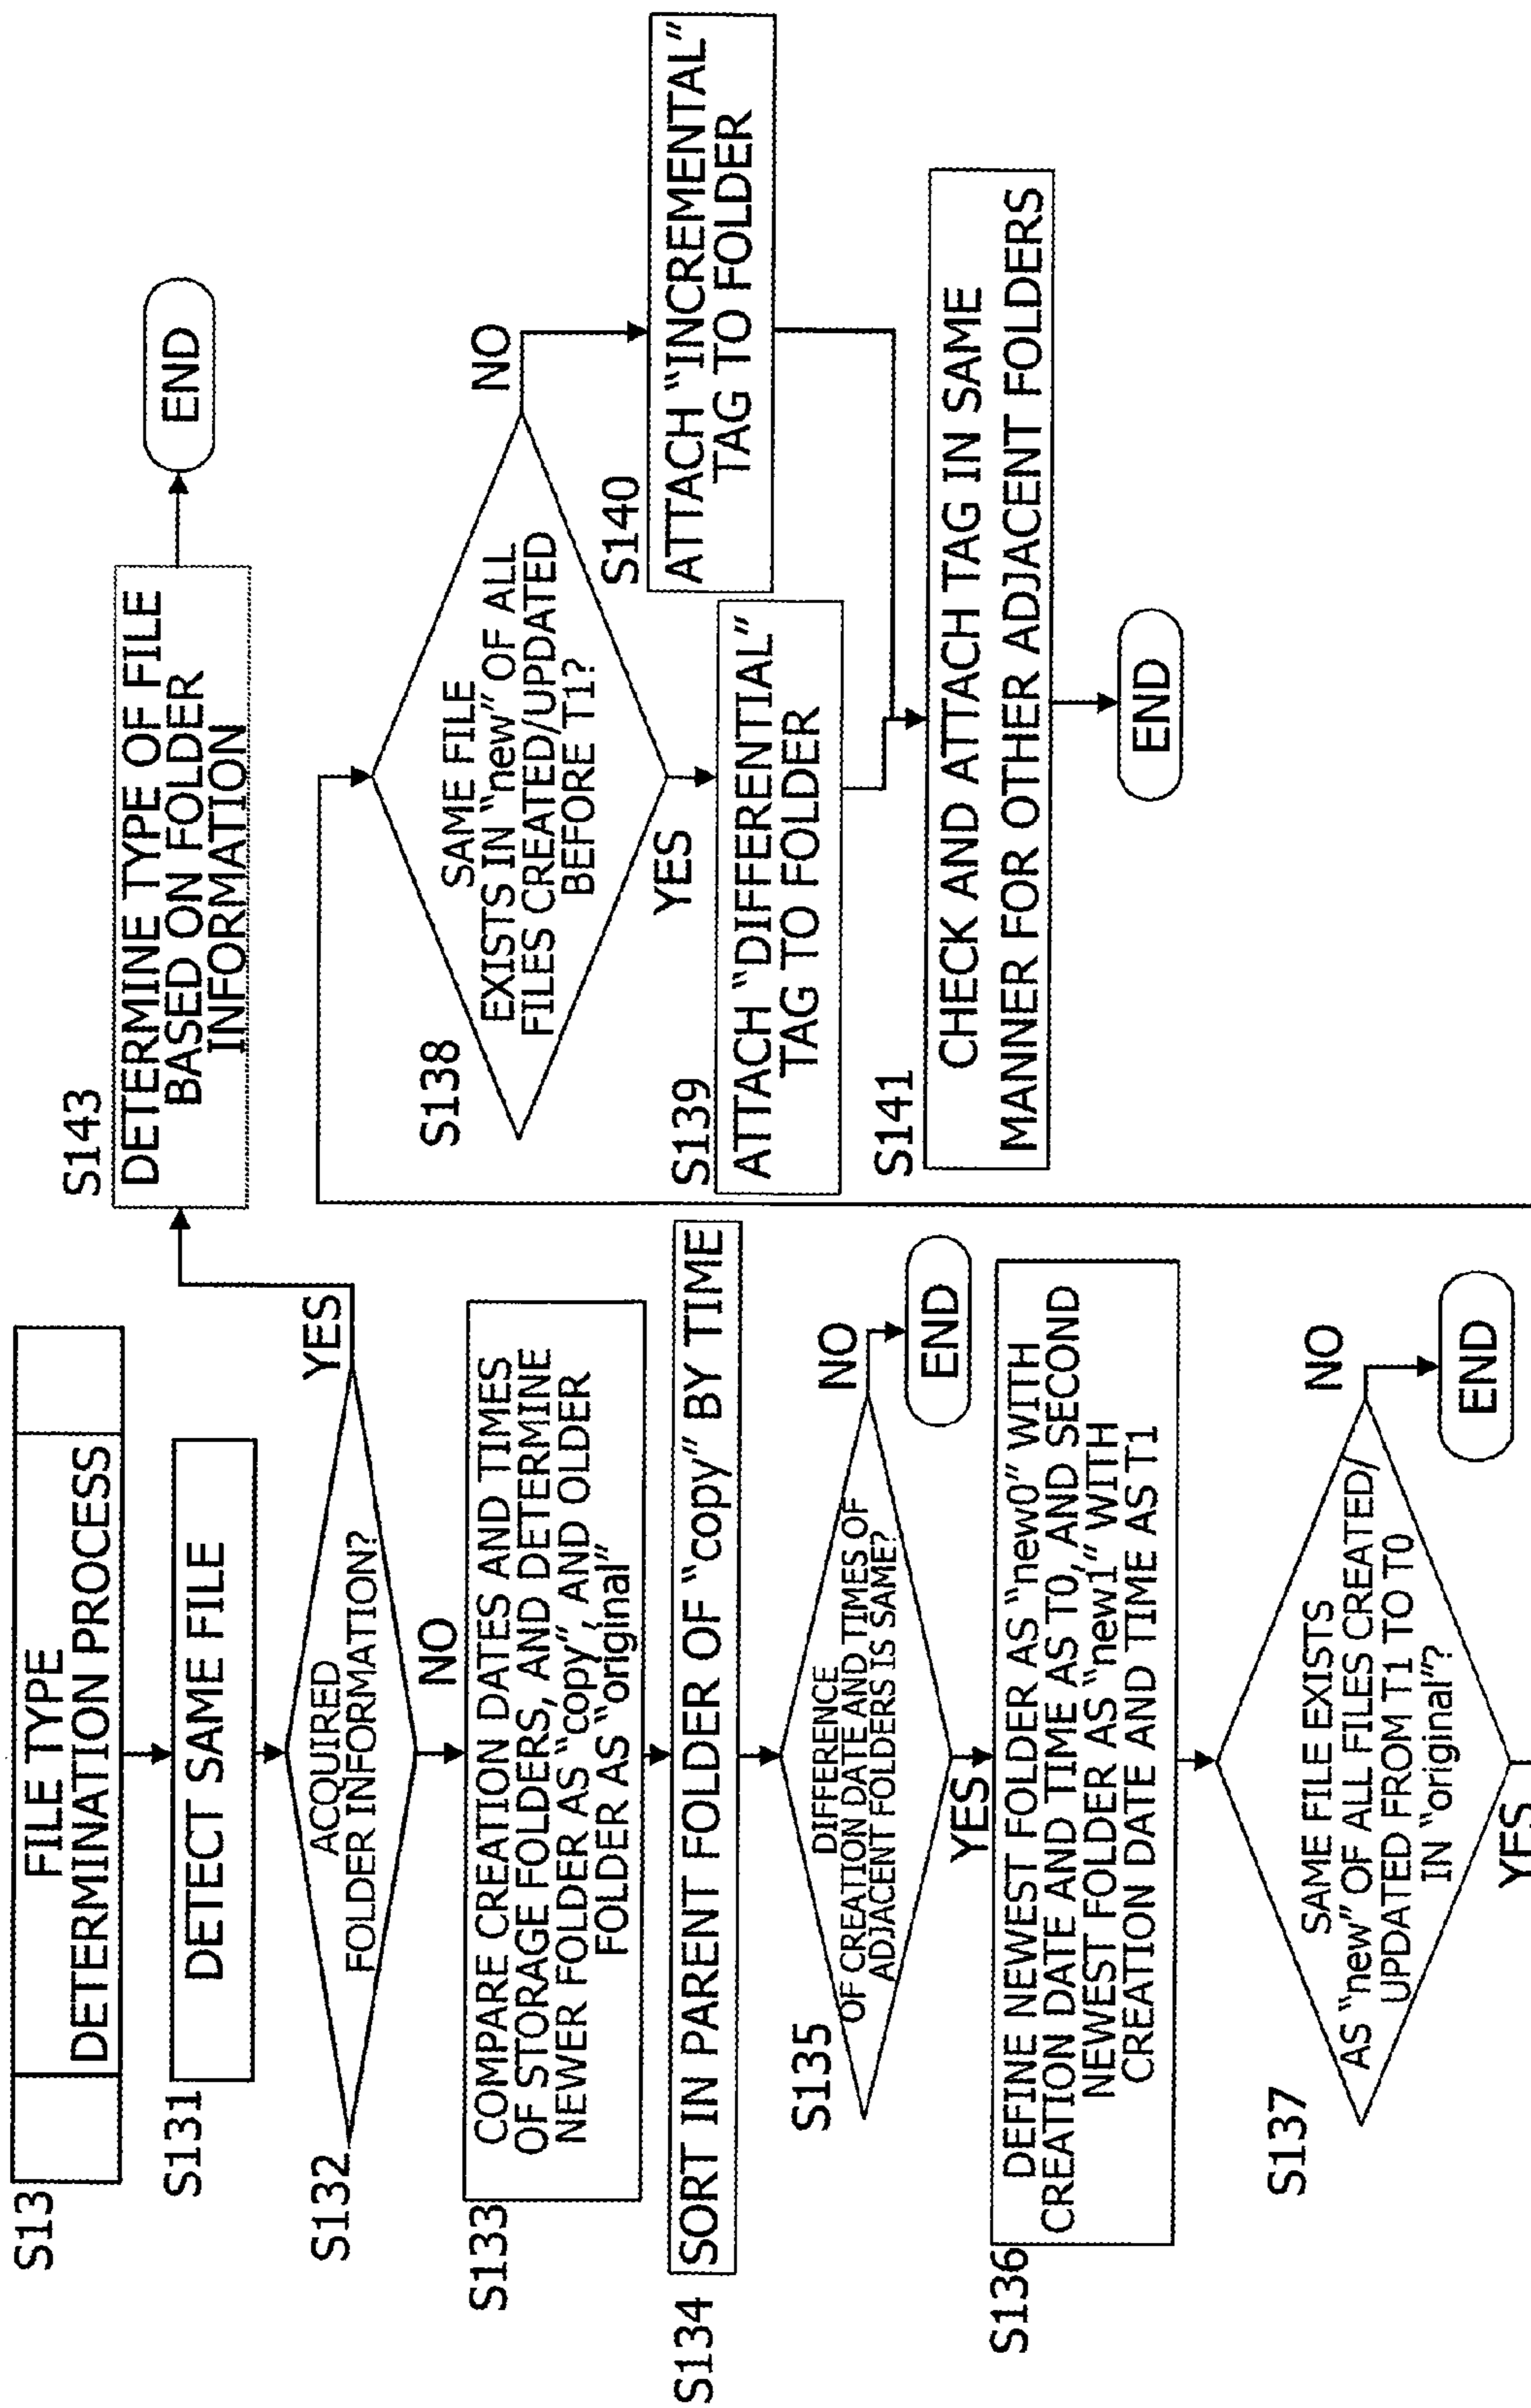 S13
FILE TYPE
DETERMINATION PROCESS
S131
DETECT SAME FILE
S132
ACQUIRED
FOLDER INFORMATION?
YES
NO
S133
COMPARE CREATION DATES AND TIMES
OF STORAGE FOLDERS, AND DETERMINE
NEWER FOLDER AS "copy", AND OLDER
FOLDER AS "original"
S134
SORT IN PARENT FOLDER OF "copy" BY TIME
S135
DIFFERENCE
OF CREATION DATE AND TIMES OF
ADJACENT FOLDERS IS SAME?
NO
END
YES
S136
DEFINE NEWEST FOLDER AS "new0" WITH
CREATION DATE AND TIME AS T0, AND SECOND
NEWEST FOLDER AS "new1" WITH
CREATION DATE AND TIME AS T1
S137
SAME FILE EXISTS
AS "new" OF ALL FILES CREATED/
UPDATED FROM T1 TO T0
IN "original"?
NO
END
YES
S143
DETERMINE TYPE OF FILE
BASED ON FOLDER
INFORMATION
END
S138
SAME FILE
EXISTS IN "new" OF ALL
FILES CREATED/UPDATED
BEFORE T1?
NO
YES
S139
ATTACH "DIFFERENTIAL"
TAG TO FOLDER
S140
ATTACH "INCREMENTAL"
TAG TO FOLDER
S141
CHECK AND ATTACH TAG IN SAME
MANNER FOR OTHER ADJACENT FOLDERS
END